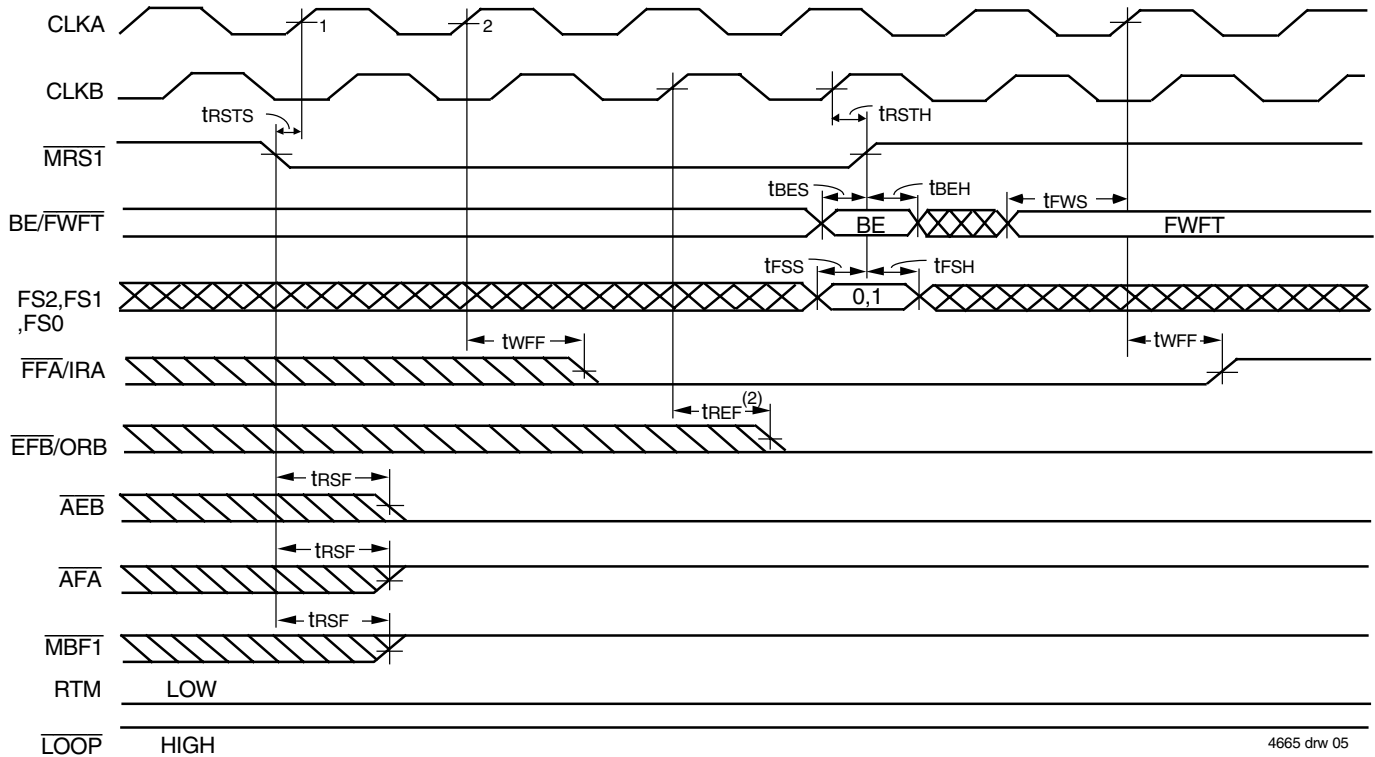 CLKA
1
2
CLKB
tRSTS
tRSTH
MRS1
tBES
tBEH
tFWS
BE/FWFT
BE
FWFT
tFSS
tFSH
FS2,FS1
,FS0
0,1
tWFF
tWFF
FFA/IRA
tREF(2)
EFB/ORB
tRSF
AEB
tRSF
AFA
tRSF
MBF1
RTM
LOW
LOOP
HIGH
4665 drw 05